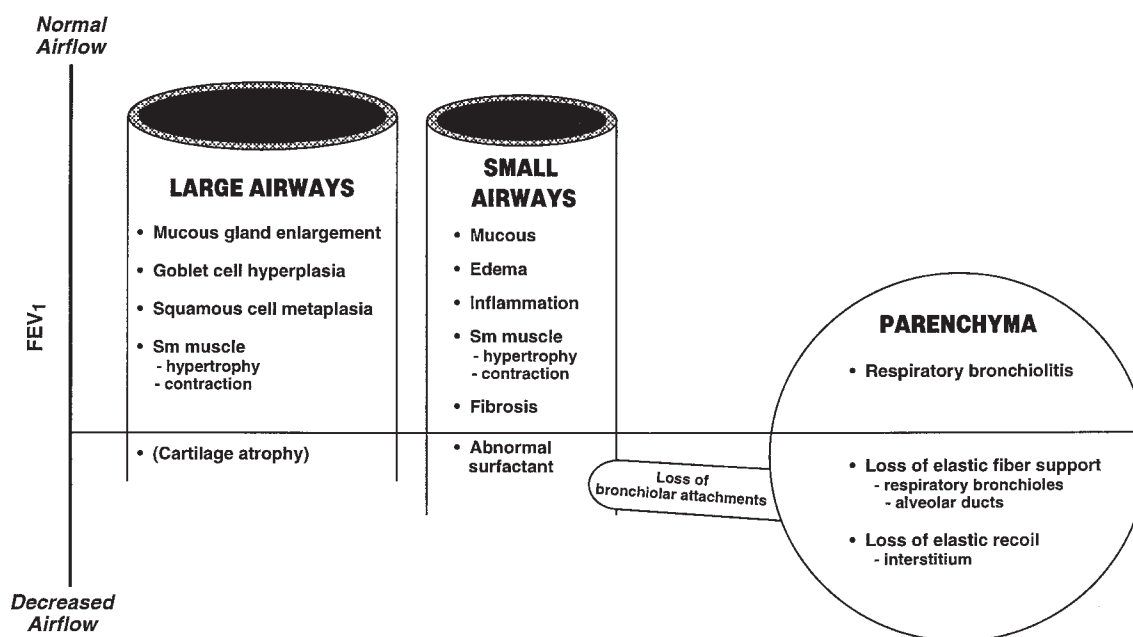 Normal
Airflow
FEV1
Decreased
Airflow
LARGE AIRWAYS
• Mucous gland enlargement
• Goblet cell hyperplasia
• Squamous cell metaplasia
• Sm muscle
- hypertrophy
- contraction
• (Cartilage atrophy)
SMALL
AIRWAYS
• Mucous
• Edema
• Inflammation
• Sm muscle
- hypertrophy
- contraction
• Fibrosis
• Abnormal
surfactant
Loss of
bronchiolar attachments
PARENCHYMA
• Respiratory bronchiolitis
• Loss of elastic fiber support
- respiratory bronchioles
- alveolar ducts
• Loss of elastic recoil
- interstitium